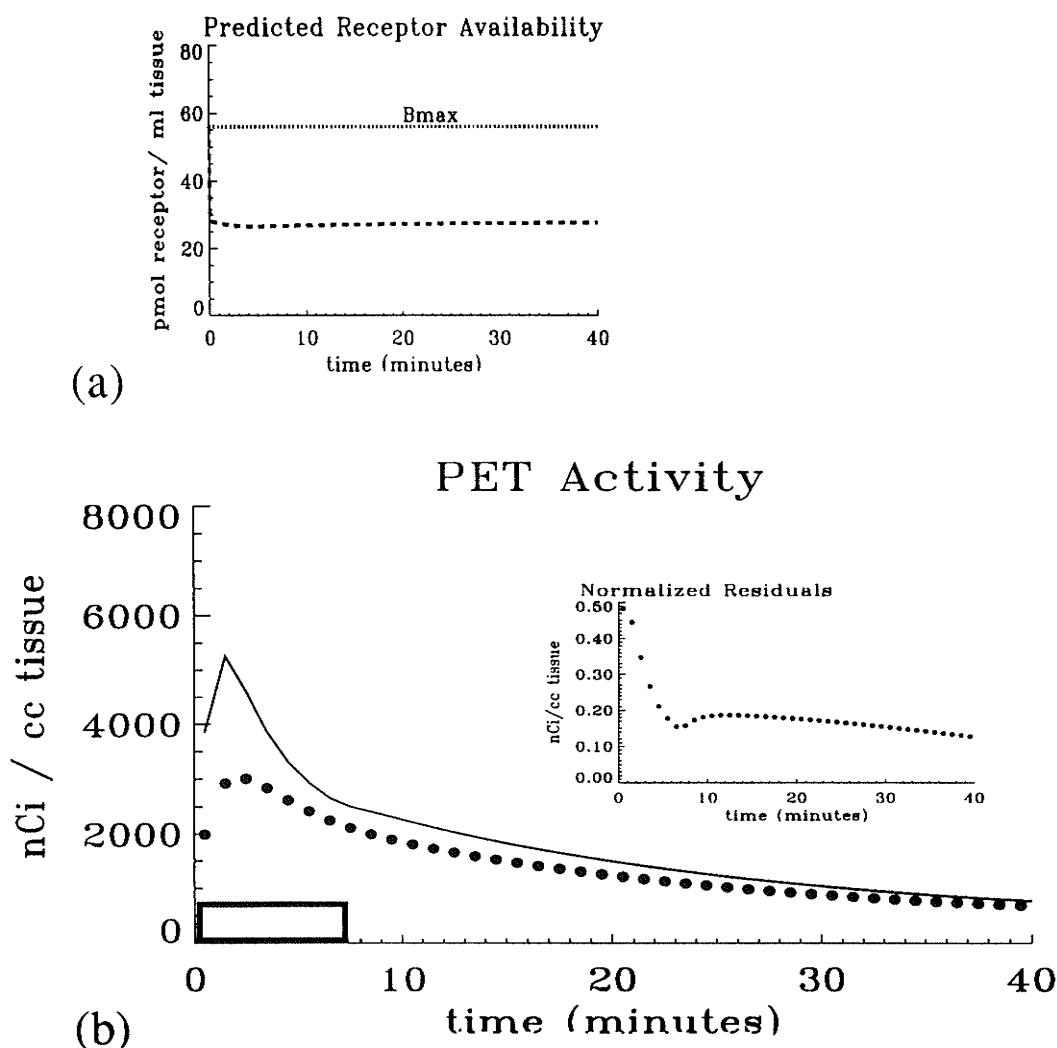 Predicted Receptor Availability
80
60
40
20
0
pmol receptor/ ml tissue
Bmax
0 10 20 30 40
time (minutes)
(a)
PET Activity
8000
6000
4000
2000
0
nCi / cc tissue
Normalized Residuals
0.50
0.40
0.30
0.20
0.10
0.00
nCi/cc tissue
0 10 20 30 40
time (minutes)
0 10 20 30 40
time (minutes)
(b)